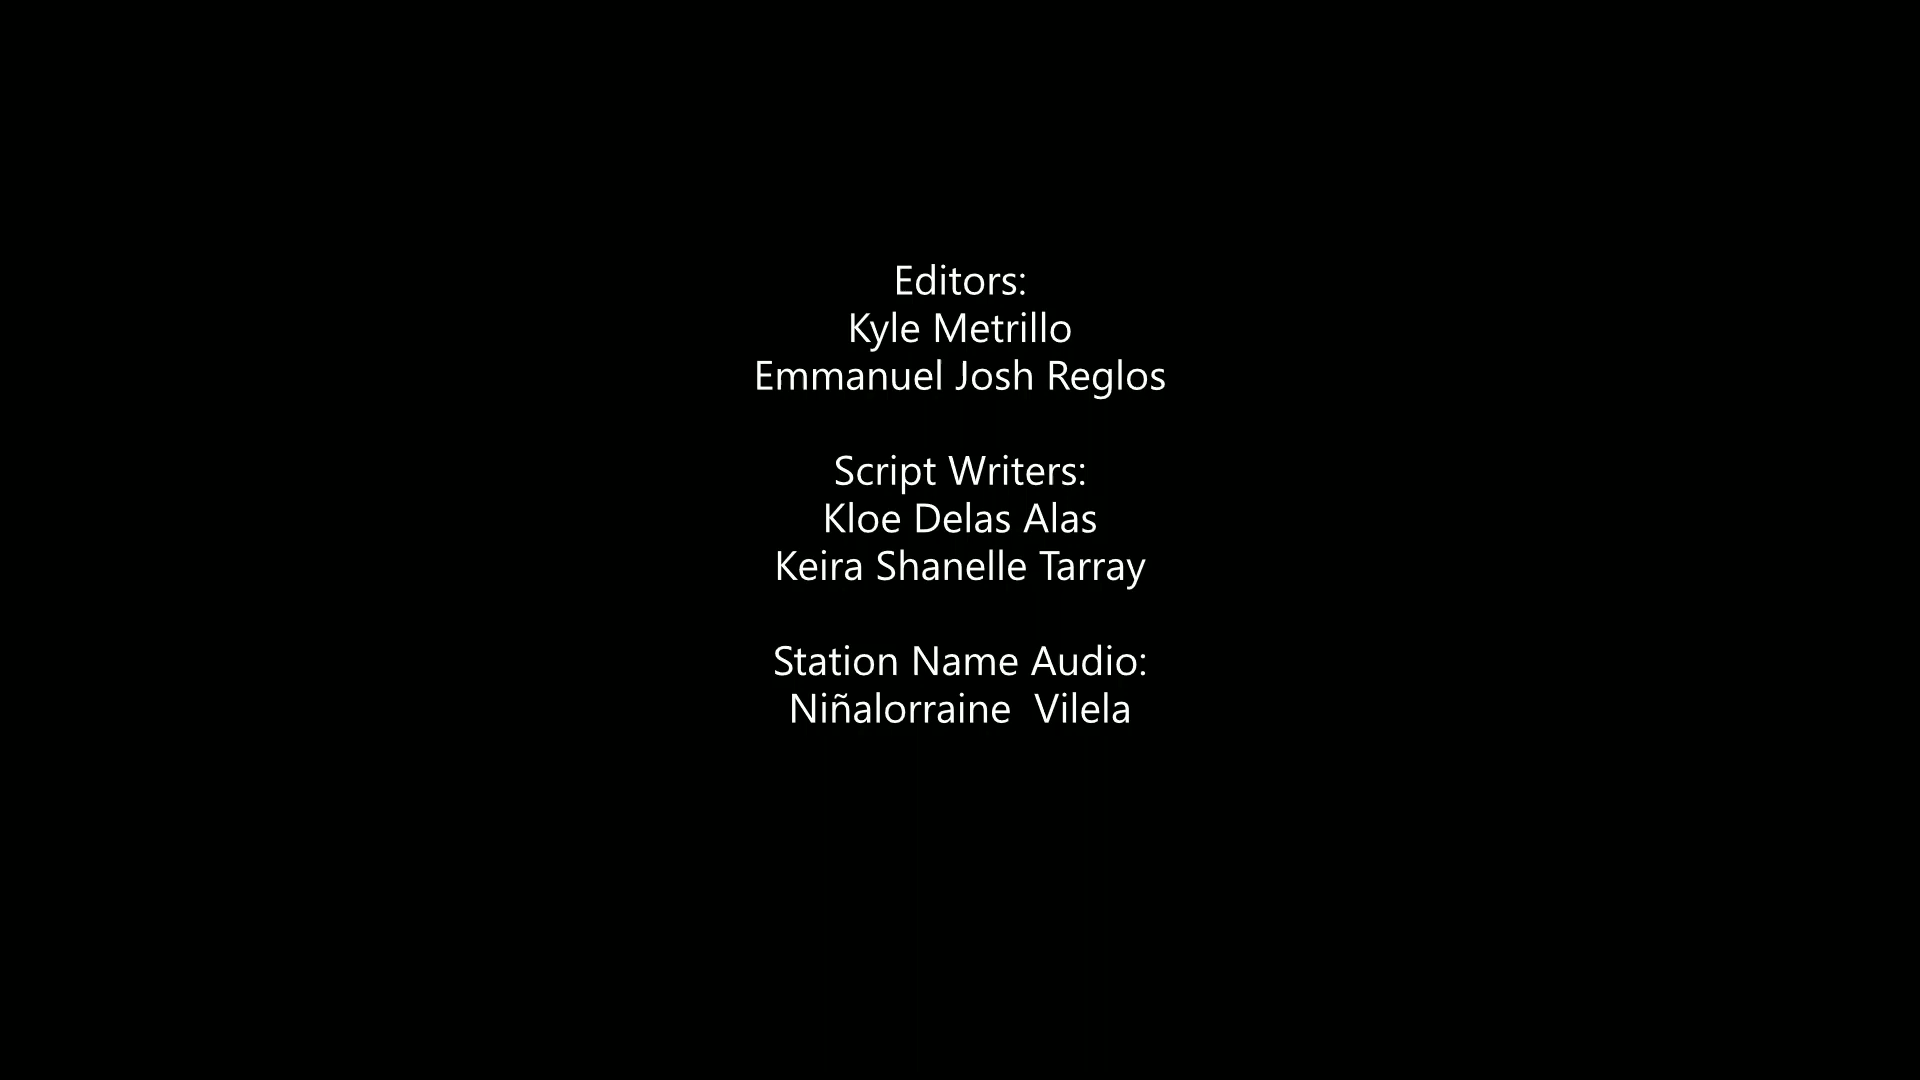 Editors:
Kyle Metrillo
Emmanuel Josh Reglos
Script Writers:
Kloe Delas Alas
Keira Shanelle Tarray
Station Name Audio:
Niñalorraine  Vilela